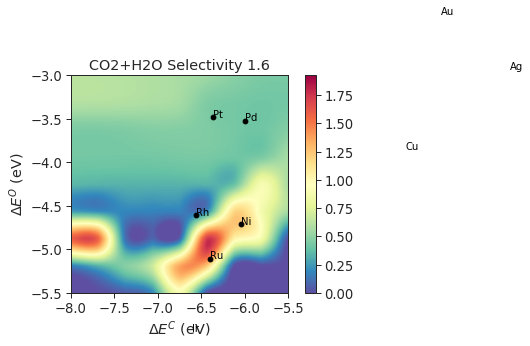 Au
CO2+H2O Selectivity 1.6
Ag
−3.0
−3.5
−4.0
−4.5
−5.0
−5.5
ΔE^O (eV)
Pt
Pd
Cu
Rh
Ni
Ru
1.75
1.50
1.25
1.00
0.75
0.50
0.25
0.00
−8.0 −7.5 −7.0 −6.5 −6.0 −5.5
ΔE^C (eV)